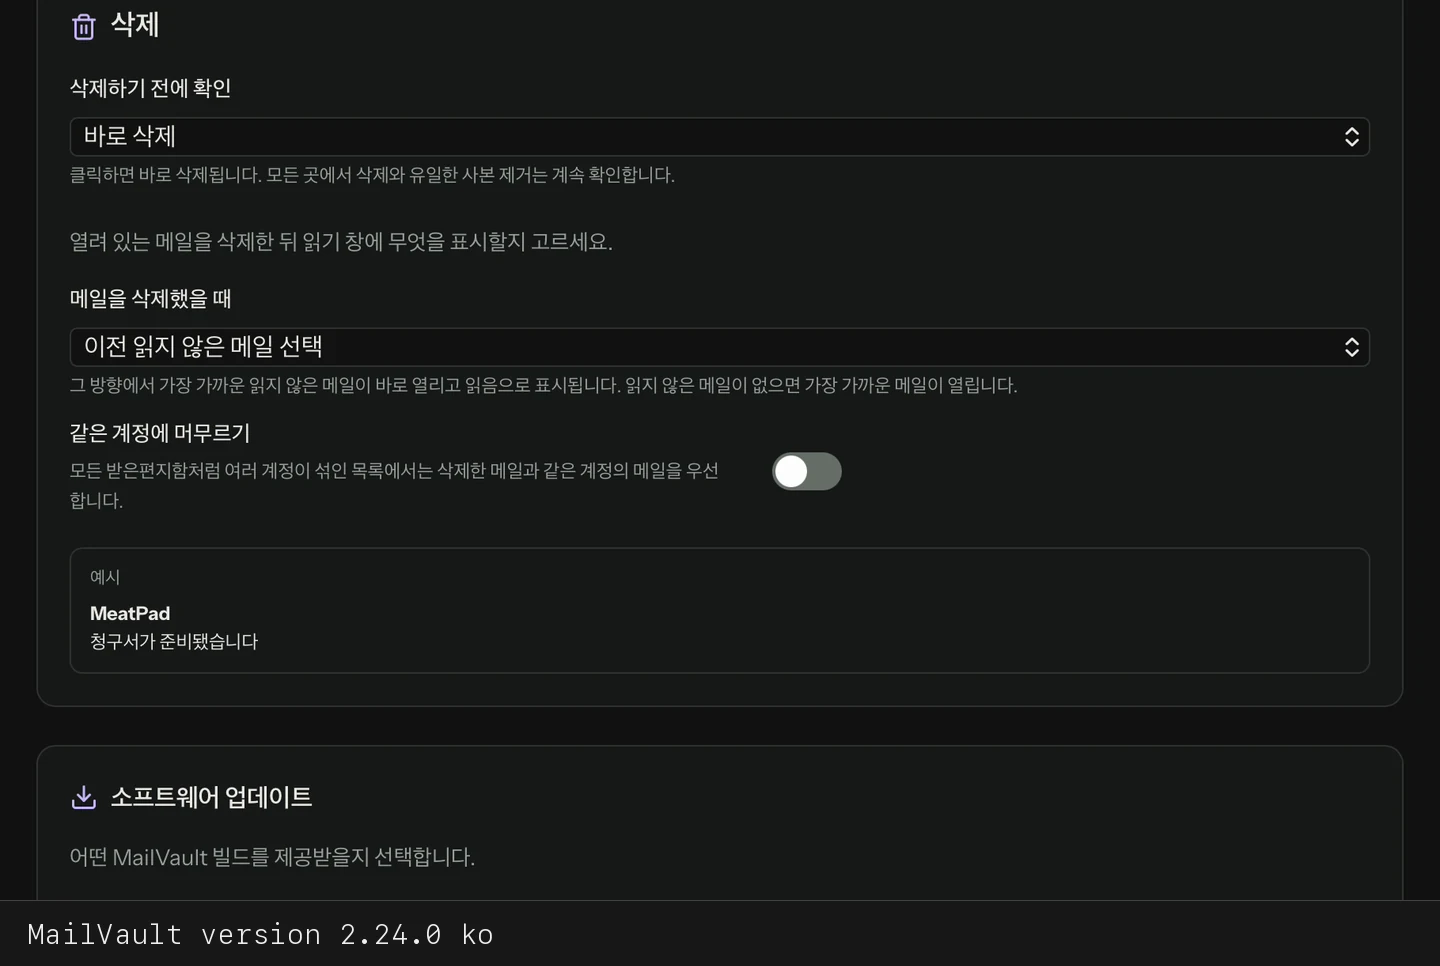 삭제
삭제하기 전에 확인
바로 삭제
클릭하면 바로 삭제됩니다. 모든 곳에서 삭제와 유일한 사본 제거는 계속 확인합니다.
열려 있는 메일을 삭제한 뒤 읽기 창에 무엇을 표시할지 고르세요.
메일을 삭제했을 때
이전 읽지 않은 메일 선택
그 방향에서 가장 가까운 읽지 않은 메일이 바로 열리고 읽음으로 표시됩니다. 읽지 않은 메일이 없으면 가장 가까운 메일이 열립니다.
같은 계정에 머무르기
모든 받은편지함처럼 여러 계정이 섞인 목록에서는 삭제한 메일과 같은 계정의 메일을 우선
합니다.
예시
MeatPad
청구서가 준비됐습니다
소프트웨어 업데이트
어떤 MailVault 빌드를 제공받을지 선택합니다.
MailVault version 2.24.0 ko